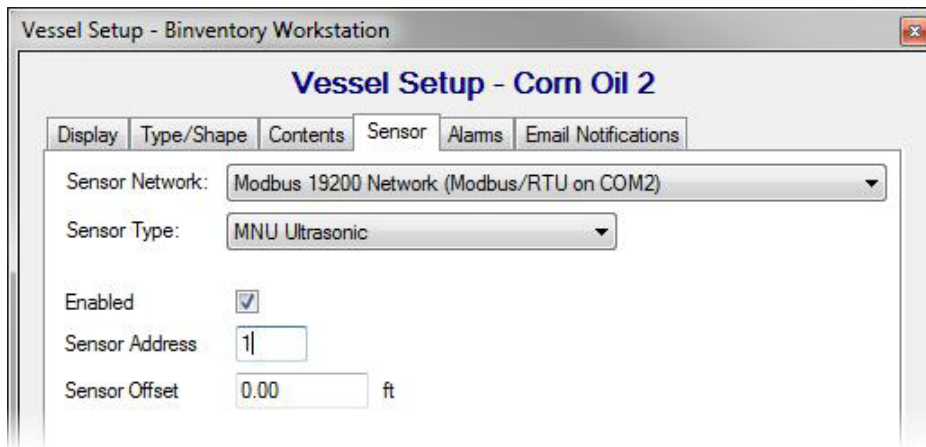 Vessel Setup - Binventory Workstation
Vessel Setup - Corn Oil 2
Display Type/Shape Contents Sensor Alarms Email Notifications
Sensor Network: Modbus 19200 Network (Modbus/RTU on COM2)
Sensor Type: MNU Ultrasonic
Enabled
Sensor Address 1
Sensor Offset 0.00 ft